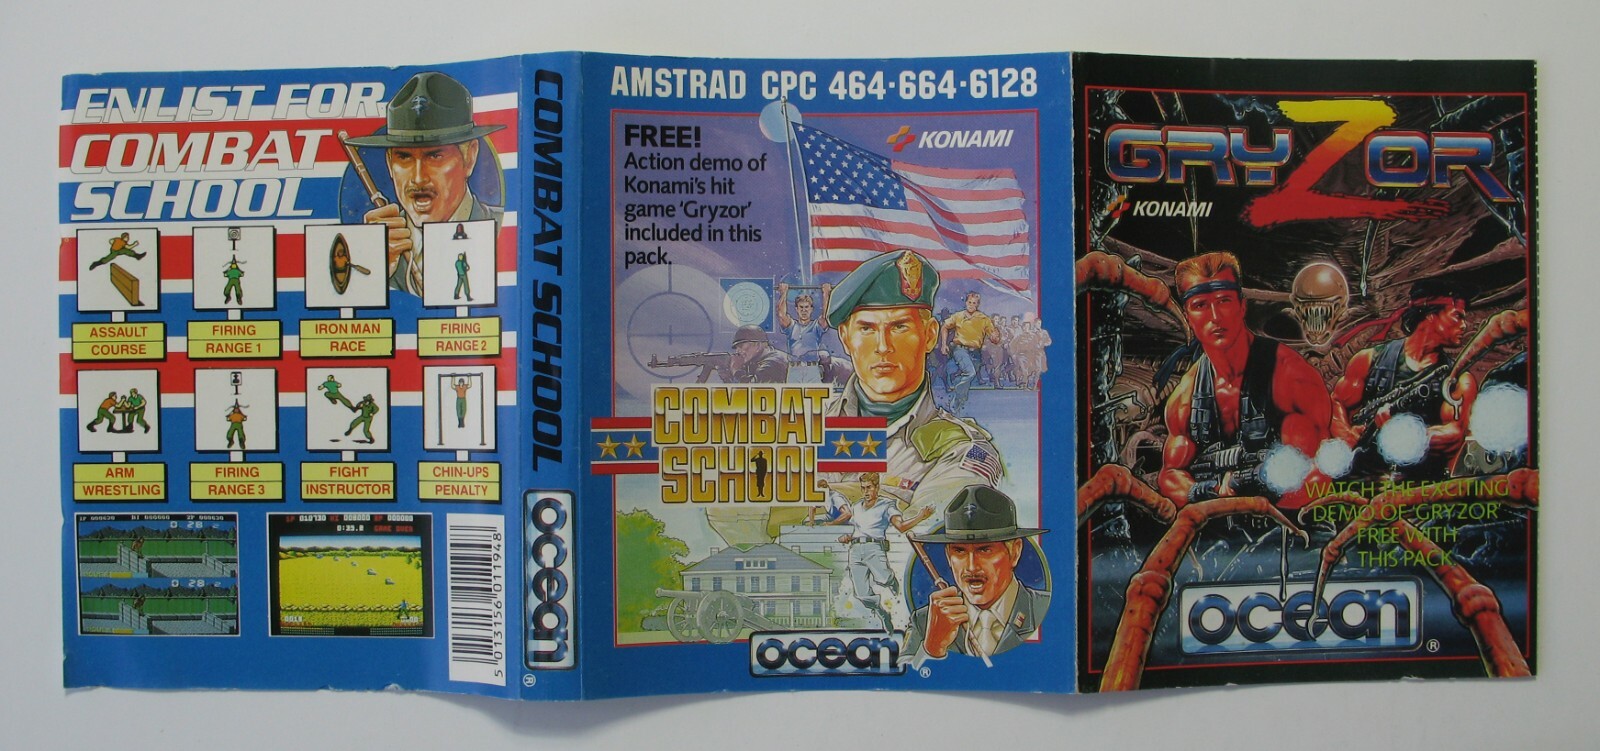 ENLIST FOR
COMBAT
SCHOOL
ASSAULT
COURSE
FIRING
RANGE 1
IRON MAN
RACE
FIRING
RANGE 2
ARM
WRESTLING
FIRING
RANGE 3
FIGHT
INSTRUCTOR
CHIN-UPS
PENALTY
5 013156 011948
COMBAT SCHOOL
ocean
®
AMSTRAD CPC 464·664·6128
FREE!
Action demo of
Konami's hit
game 'Gryzor'
included in this
pack.
KONAMI
COMBAT
SCHOOL
ocean
®
GRYZOR
KONAMI
WATCH THE EXCITING
DEMO OF 'GRYZOR'
FREE WITH
THIS PACK.
ocean
®